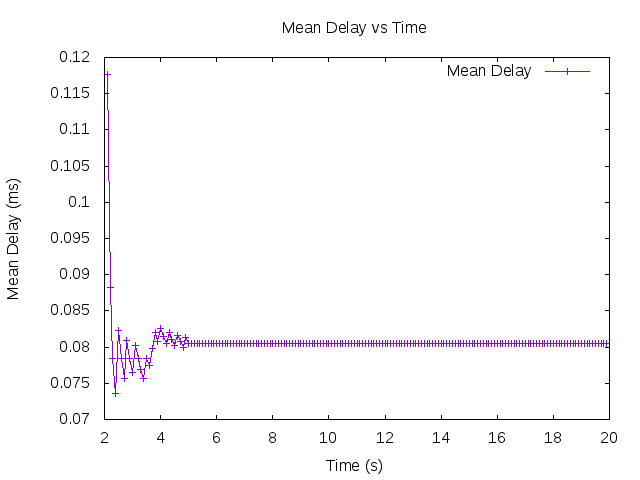 Mean Delay vs Time
0.12
Mean Delay
0.115
0.11
0.105
0.1
0.095
0.09
0.085
0.08
0.075
0.07
Mean Delay (ms)
2 4 6 8 10 12 14 16 18 20
Time (s)